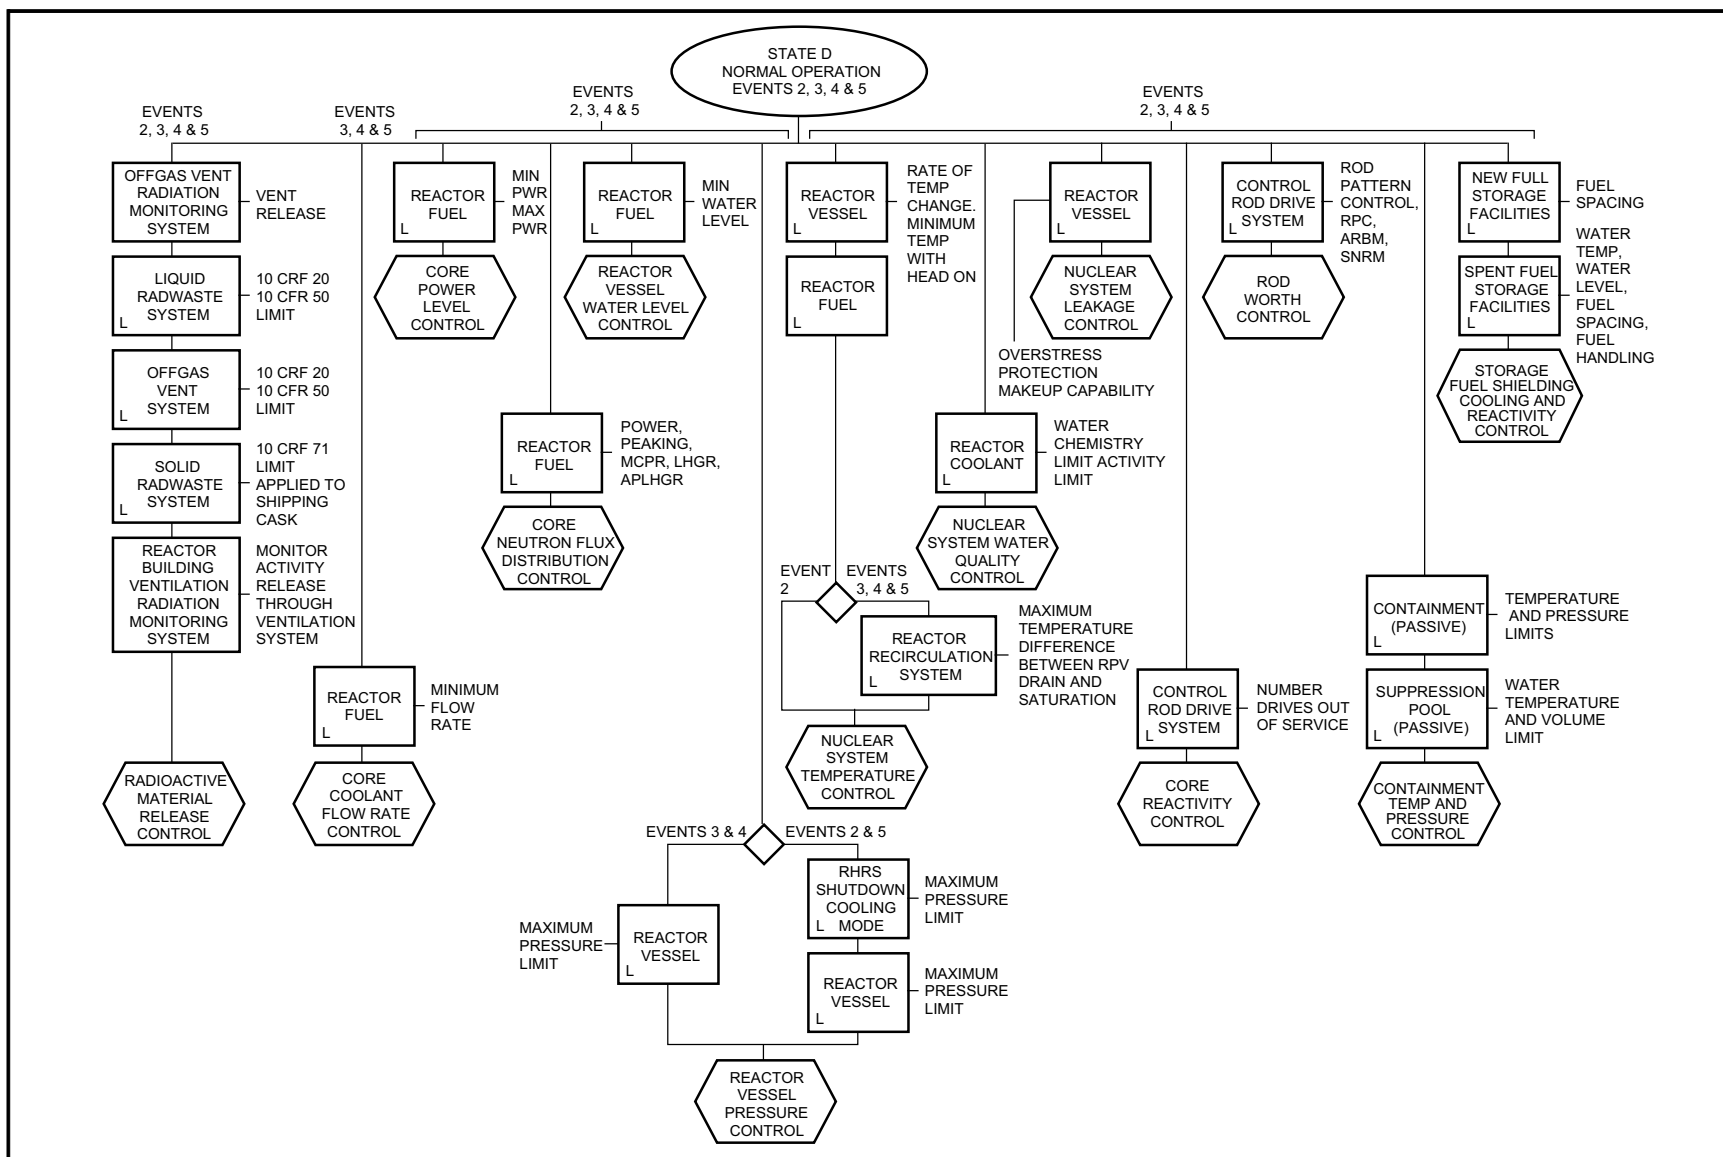 STATE D
NORMAL OPERATION
EVENTS 2, 3, 4 & 5
EVENTS
2, 3, 4 & 5
EVENTS
3, 4 & 5
EVENTS
2, 3, 4 & 5
EVENTS
2, 3, 4 & 5
OFFGAS VENT
RADIATION
MONITORING
SYSTEM
VENT
RELEASE
LIQUID
RADWASTE
SYSTEM
L
10 CRF 20
10 CFR 50
LIMIT
OFFGAS
VENT
SYSTEM
L
10 CRF 20
10 CFR 50
LIMIT
SOLID
RADWASTE
SYSTEM
L
10 CRF 71
LIMIT
APPLIED TO
SHIPPING
CASK
REACTOR
BUILDING
VENTILATION
RADIATION
MONITORING
SYSTEM
MONITOR
ACTIVITY
RELEASE
THROUGH
VENTILATION
SYSTEM
RADIOACTIVE
MATERIAL
RELEASE
CONTROL
REACTOR
FUEL
L
MINIMUM
FLOW
RATE
CORE
COOLANT
FLOW RATE
CONTROL
REACTOR
FUEL
L
MIN
PWR
MAX
PWR
CORE
POWER
LEVEL
CONTROL
REACTOR
FUEL
L
POWER,
PEAKING,
MCPR, LHGR,
APLHGR
CORE
NEUTRON FLUX
DISTRIBUTION
CONTROL
REACTOR
FUEL
L
MIN
WATER
LEVEL
REACTOR
VESSEL
WATER LEVEL
CONTROL
EVENTS 3 & 4
EVENTS 2 & 5
REACTOR
VESSEL
L
MAXIMUM
PRESSURE
LIMIT
RHRS
SHUTDOWN
COOLING
L MODE
MAXIMUM
PRESSURE
LIMIT
REACTOR
VESSEL
L
MAXIMUM
PRESSURE
LIMIT
REACTOR
VESSEL
PRESSURE
CONTROL
REACTOR
VESSEL
L
RATE OF
TEMP
CHANGE.
MINIMUM
TEMP
WITH
HEAD ON
REACTOR
FUEL
L
EVENT
2
EVENTS
3, 4 & 5
REACTOR
RECIRCULATION
SYSTEM
L
MAXIMUM
TEMPERATURE
DIFFERENCE
BETWEEN RPV
DRAIN AND
SATURATION
NUCLEAR
SYSTEM
TEMPERATURE
CONTROL
REACTOR
COOLANT
L
WATER
CHEMISTRY
LIMIT ACTIVITY
LIMIT
NUCLEAR
SYSTEM WATER
QUALITY
CONTROL
REACTOR
VESSEL
L
OVERSTRESS
PROTECTION
MAKEUP CAPABILITY
NUCLEAR
SYSTEM
LEAKAGE
CONTROL
CONTROL
ROD DRIVE
SYSTEM
L
NUMBER
DRIVES OUT
OF SERVICE
CORE
REACTIVITY
CONTROL
CONTROL
ROD DRIVE
SYSTEM
L
ROD
PATTERN
CONTROL,
RPC,
ARBM,
SNRM
ROD
WORTH
CONTROL
CONTAINMENT
(PASSIVE)
L
TEMPERATURE
AND PRESSURE
LIMITS
SUPPRESSION
POOL
(PASSIVE)
L
WATER
TEMPERATURE
AND VOLUME
LIMIT
CONTAINMENT
TEMP AND
PRESSURE
CONTROL
NEW FULL
STORAGE
FACILITIES
L
FUEL
SPACING
SPENT FUEL
STORAGE
FACILITIES
L
WATER
TEMP,
WATER
LEVEL,
FUEL
SPACING,
FUEL
HANDLING
STORAGE
FUEL SHIELDING
COOLING AND
REACTIVITY
CONTROL